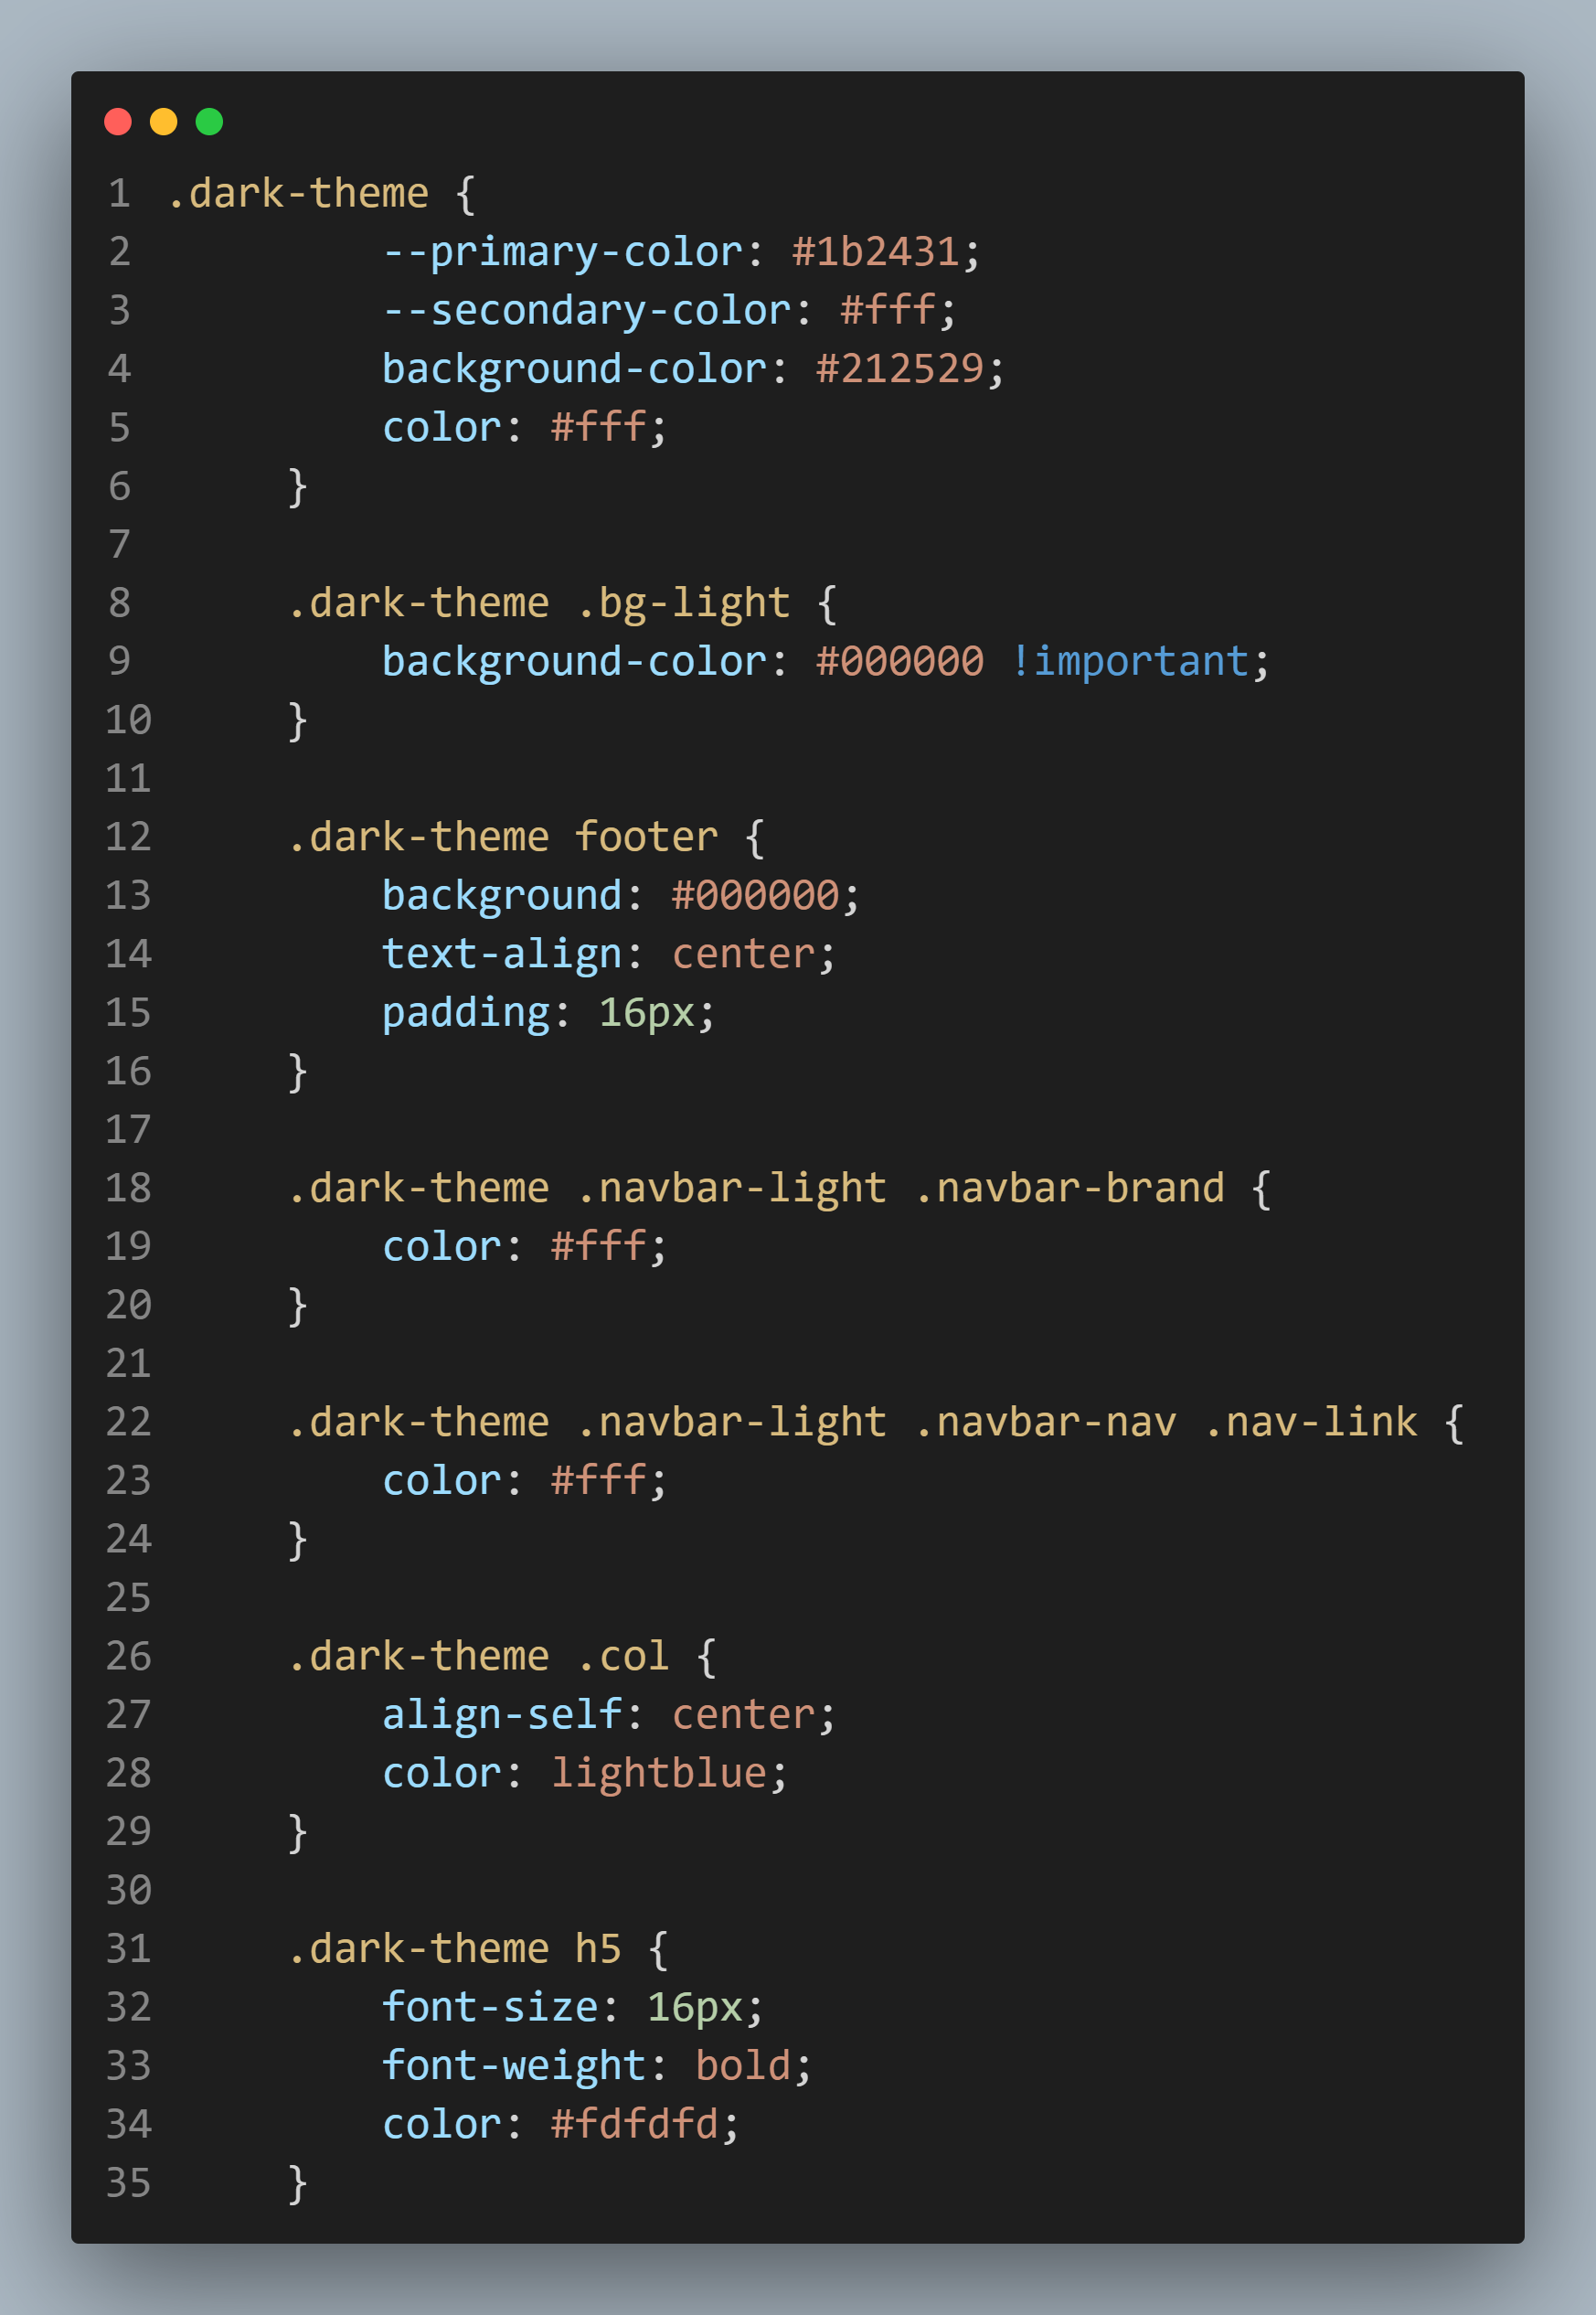 1 .dark-theme {
2         --primary-color: #1b2431;
3         --secondary-color: #fff;
4         background-color: #212529;
5         color: #fff;
6     }
7
8     .dark-theme .bg-light {
9         background-color: #000000 !important;
10     }
11
12     .dark-theme footer {
13         background: #000000;
14         text-align: center;
15         padding: 16px;
16     }
17
18     .dark-theme .navbar-light .navbar-brand {
19         color: #fff;
20     }
21
22     .dark-theme .navbar-light .navbar-nav .nav-link {
23         color: #fff;
24     }
25
26     .dark-theme .col {
27         align-self: center;
28         color: lightblue;
29     }
30
31     .dark-theme h5 {
32         font-size: 16px;
33         font-weight: bold;
34         color: #fdfdfd;
35     }